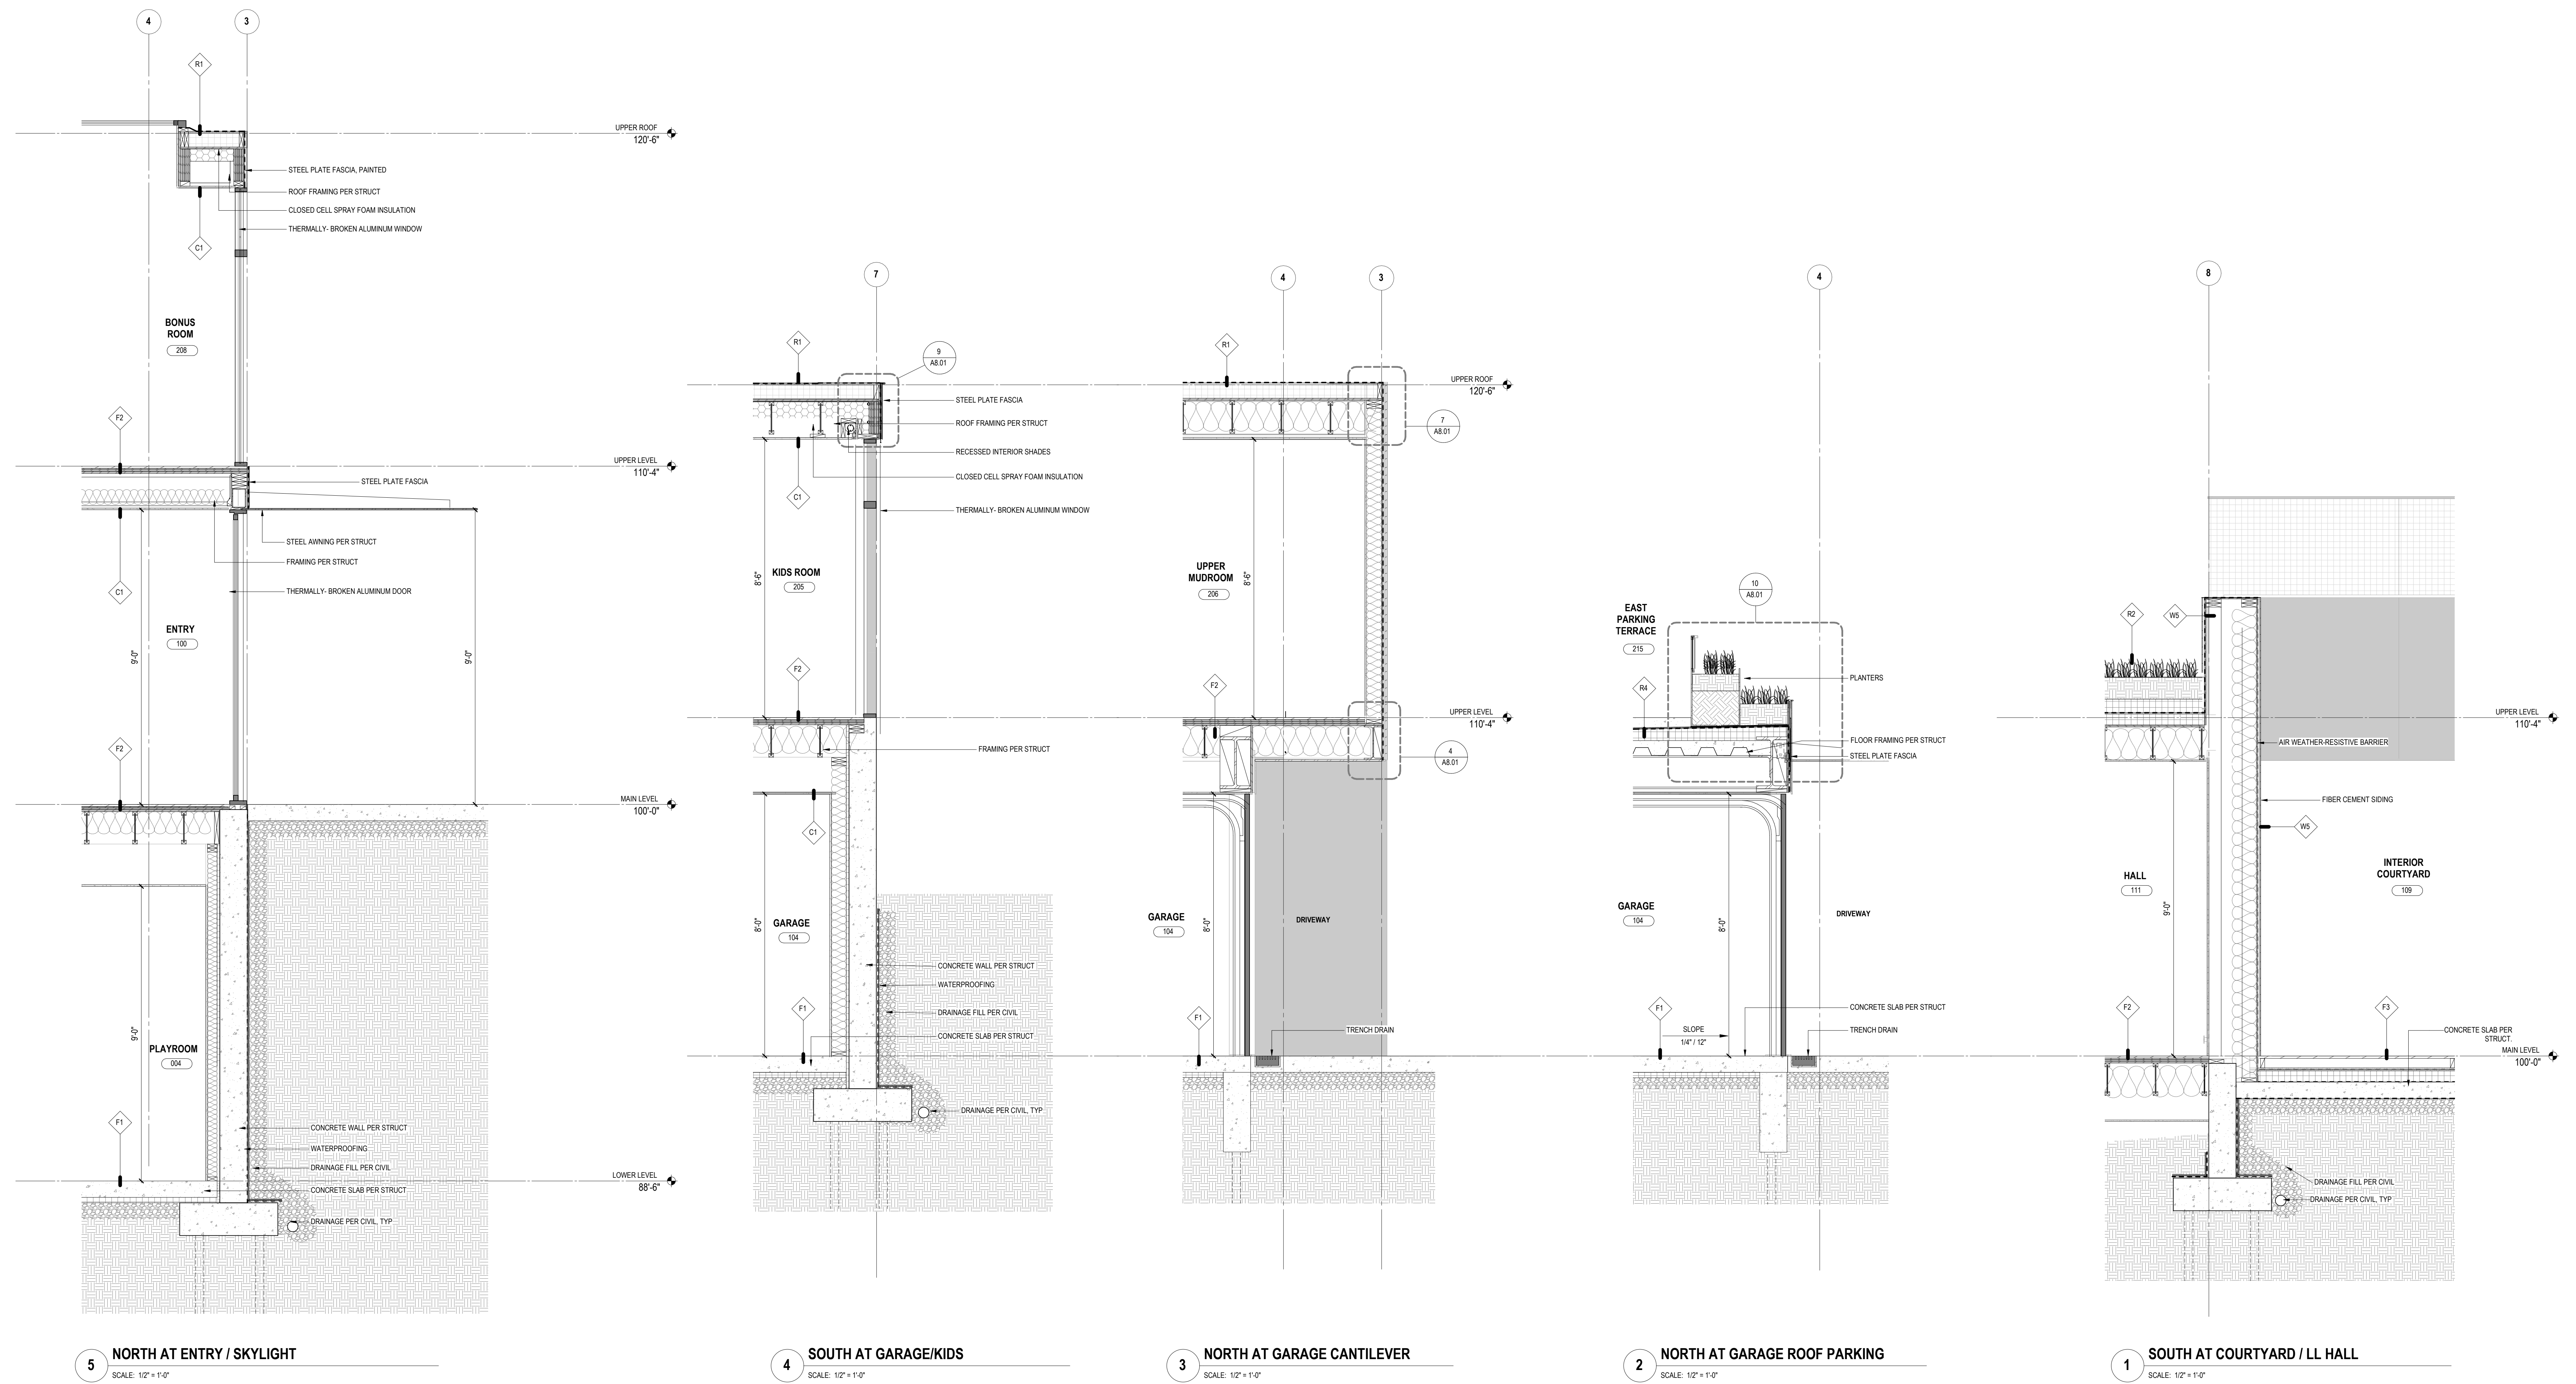 4
3
R1
UPPER ROOF
120'-6"
STEEL PLATE FASCIA, PAINTED
ROOF FRAMING PER STRUCT
CLOSED CELL SPRAY FOAM INSULATION
THERMALLY- BROKEN ALUMINUM WINDOW
C1
BONUS
ROOM
208
F2
UPPER LEVEL
110'-4"
STEEL PLATE FASCIA
STEEL AWNING PER STRUCT
FRAMING PER STRUCT
C1
THERMALLY- BROKEN ALUMINUM DOOR
ENTRY
100
9'-0"
9'-0"
F2
MAIN LEVEL
100'-0"
9'-0"
PLAYROOM
004
F1
CONCRETE WALL PER STRUCT
WATERPROOFING
DRAINAGE FILL PER CIVIL
CONCRETE SLAB PER STRUCT
LOWER LEVEL
88'-6"
DRAINAGE PER CIVIL, TYP
5
NORTH AT ENTRY / SKYLIGHT
SCALE: 1/2" = 1'-0"
7
R1
9
A8.01
STEEL PLATE FASCIA
ROOF FRAMING PER STRUCT
RECESSED INTERIOR SHADES
CLOSED CELL SPRAY FOAM INSULATION
C1
THERMALLY- BROKEN ALUMINUM WINDOW
KIDS ROOM
205
8'-6"
F2
FRAMING PER STRUCT
C1
GARAGE
104
8'-0"
CONCRETE WALL PER STRUCT
WATERPROOFING
F1
DRAINAGE FILL PER CIVIL
CONCRETE SLAB PER STRUCT
DRAINAGE PER CIVIL, TYP
4
SOUTH AT GARAGE/KIDS
SCALE: 1/2" = 1'-0"
4
3
R1
UPPER ROOF
120'-6"
7
A8.01
UPPER
MUDROOM
206
8'-6"
F2
UPPER LEVEL
110'-4"
4
A8.01
GARAGE
104
8'-0"
DRIVEWAY
F1
TRENCH DRAIN
3
NORTH AT GARAGE CANTILEVER
SCALE: 1/2" = 1'-0"
4
10
A8.01
EAST
PARKING
TERRACE
215
R4
PLANTERS
FLOOR FRAMING PER STRUCT
STEEL PLATE FASCIA
GARAGE
104
8'-0"
DRIVEWAY
F1
SLOPE
1/4" / 12"
CONCRETE SLAB PER STRUCT
TRENCH DRAIN
2
NORTH AT GARAGE ROOF PARKING
SCALE: 1/2" = 1'-0"
8
R2
W5
UPPER LEVEL
110'-4"
AIR WEATHER-RESISTIVE BARRIER
FIBER CEMENT SIDING
W5
HALL
111
9'-0"
INTERIOR
COURTYARD
109
F2
F3
CONCRETE SLAB PER
STRUCT.
MAIN LEVEL
100'-0"
DRAINAGE FILL PER CIVIL
DRAINAGE PER CIVIL, TYP
1
SOUTH AT COURTYARD / LL HALL
SCALE: 1/2" = 1'-0"